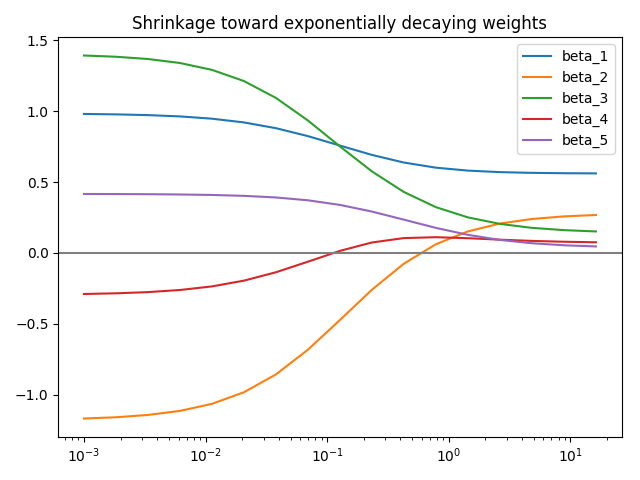 Shrinkage toward exponentially decaying weights
1.5
1.0
0.5
0.0
−0.5
−1.0
beta_1
beta_2
beta_3
beta_4
beta_5
10⁻³
10⁻²
10⁻¹
10⁰
10¹